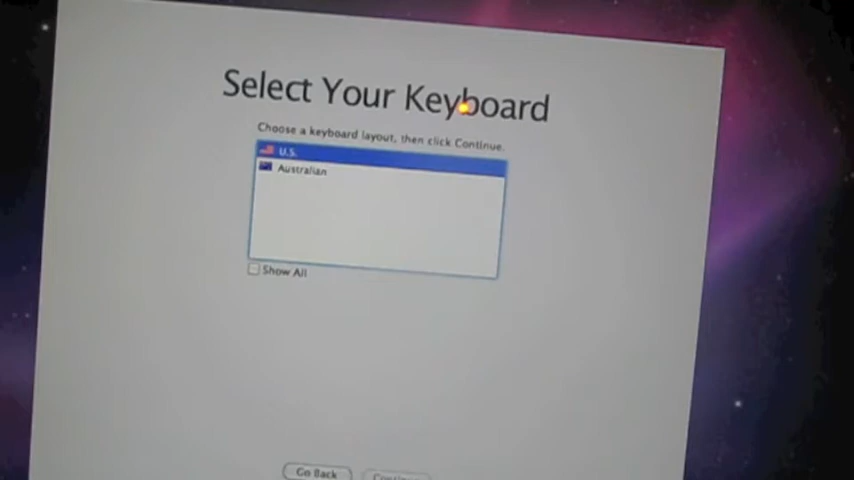 Select Your Keyboard
Choose a keyboard layout, then click Continue.
U.S.
Australian
Show All
Go Back